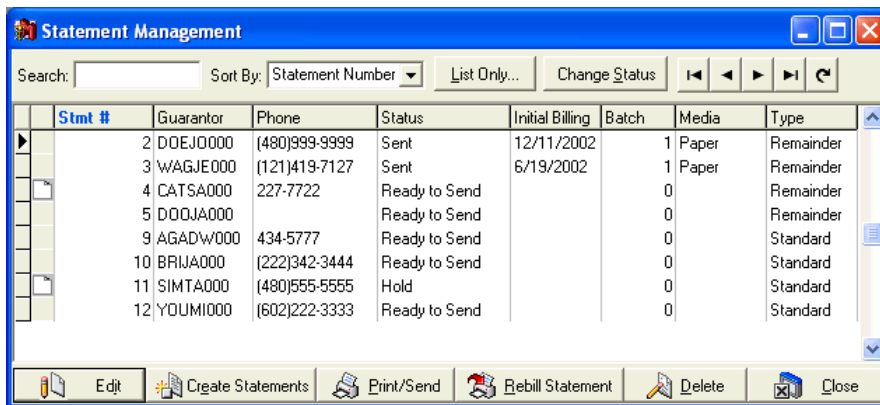 Statement Management
Search: Sort By: Statement Number List Only... Change Status
Stmt # Guarantor Phone Status Initial Billing Batch Media Type
2 DOEJO000 (480)999-9999 Sent 12/11/2002 1 Paper Remainder
3 WAGJE000 (121)419-7127 Sent 6/19/2002 1 Paper Remainder
4 CATSA000 227-7722 Ready to Send 0 Remainder
5 DOOJA000 Ready to Send 0 Remainder
9 AGADW000 434-5777 Ready to Send 0 Standard
10 BRIJA000 (222)342-3444 Ready to Send 0 Standard
11 SIMTA000 (480)555-5555 Hold 0 Standard
12 YOUMI000 (602)222-3333 Ready to Send 0 Standard
Edit Create Statements Print/Send Rebill Statement Delete Close